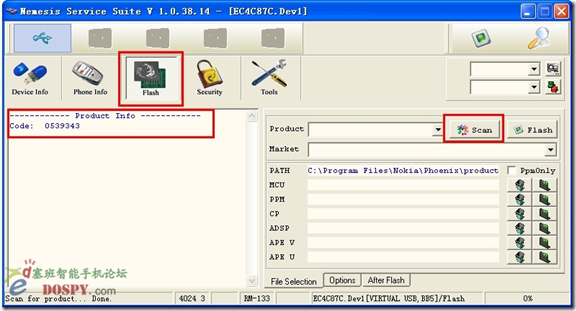 Nemesis Service Suite V 1.0.38.14 - [EC4C87C.Dev1]
Device Info
Phone Info
Flash
Security
Tools
------------ Product Info ------------
Code: 0539343
Product
Scan
Flash
Market
PATH C:\Program Files\Nokia\Phoenix\product
PpmOnly
MCU
PPM
CP
ADSP
APE V
APE U
File Selection
Options
After Flash
塞班智能手机论坛
DOSPY.com
Scan for product... Done.
4024 3
RM-133
EC4C87C.Dev1[VIRTUAL USB,BB5]/Flash
0%